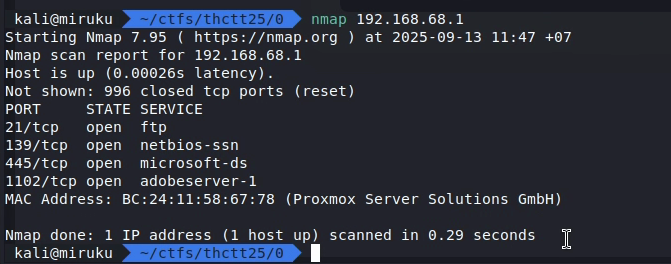 kali@miruku ~/ctfs/thctt25/0 nmap 192.168.68.1
Starting Nmap 7.95 ( https://nmap.org ) at 2025-09-13 11:47 +07
Nmap scan report for 192.168.68.1
Host is up (0.00026s latency).
Not shown: 996 closed tcp ports (reset)
PORT     STATE SERVICE
21/tcp   open  ftp
139/tcp  open  netbios-ssn
445/tcp  open  microsoft-ds
1102/tcp open  adobeserver-1
MAC Address: BC:24:11:58:67:78 (Proxmox Server Solutions GmbH)
Nmap done: 1 IP address (1 host up) scanned in 0.29 seconds
kali@miruku ~/ctfs/thctt25/0